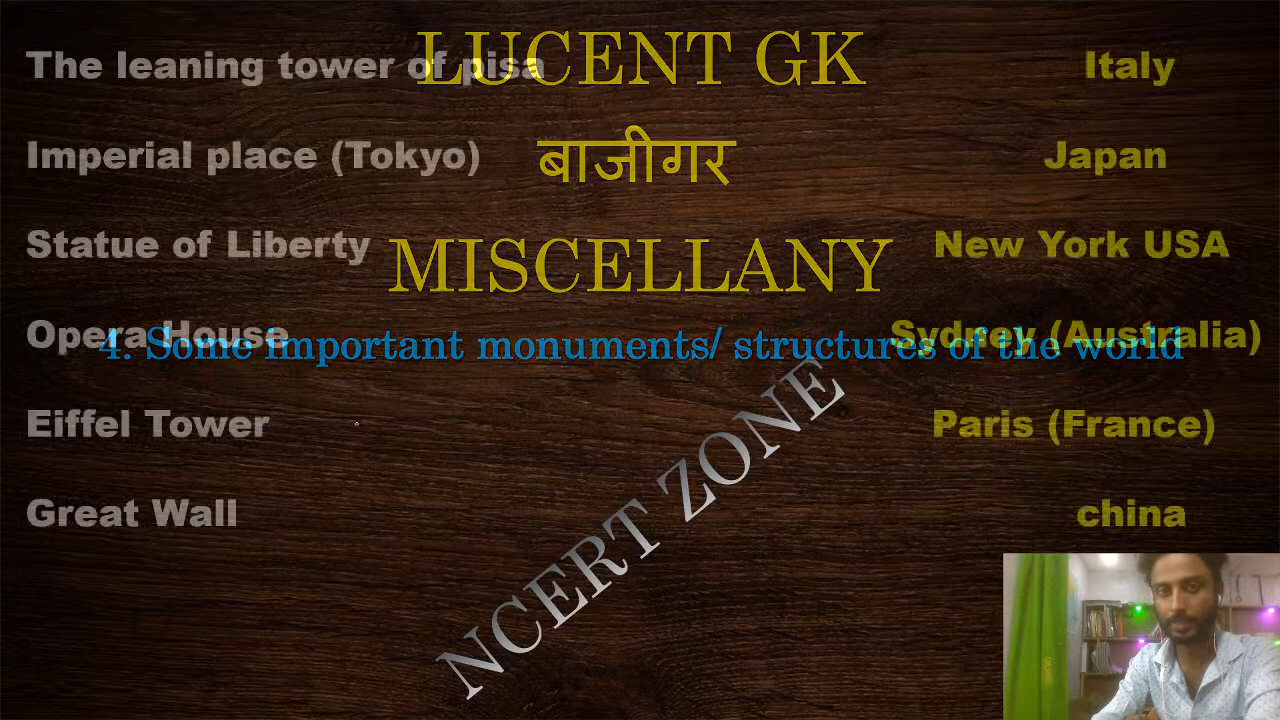 LUCENT GK
The leaning tower of pisa Italy
बाजीगर
Imperial place (Tokyo) Japan
MISCELLANY
Statue of Liberty New York USA
Opera House Sydney (Australia)
4. Some important monuments/ structures of the world
Eiffel Tower Paris (France)
Great Wall china
NCERT ZONE